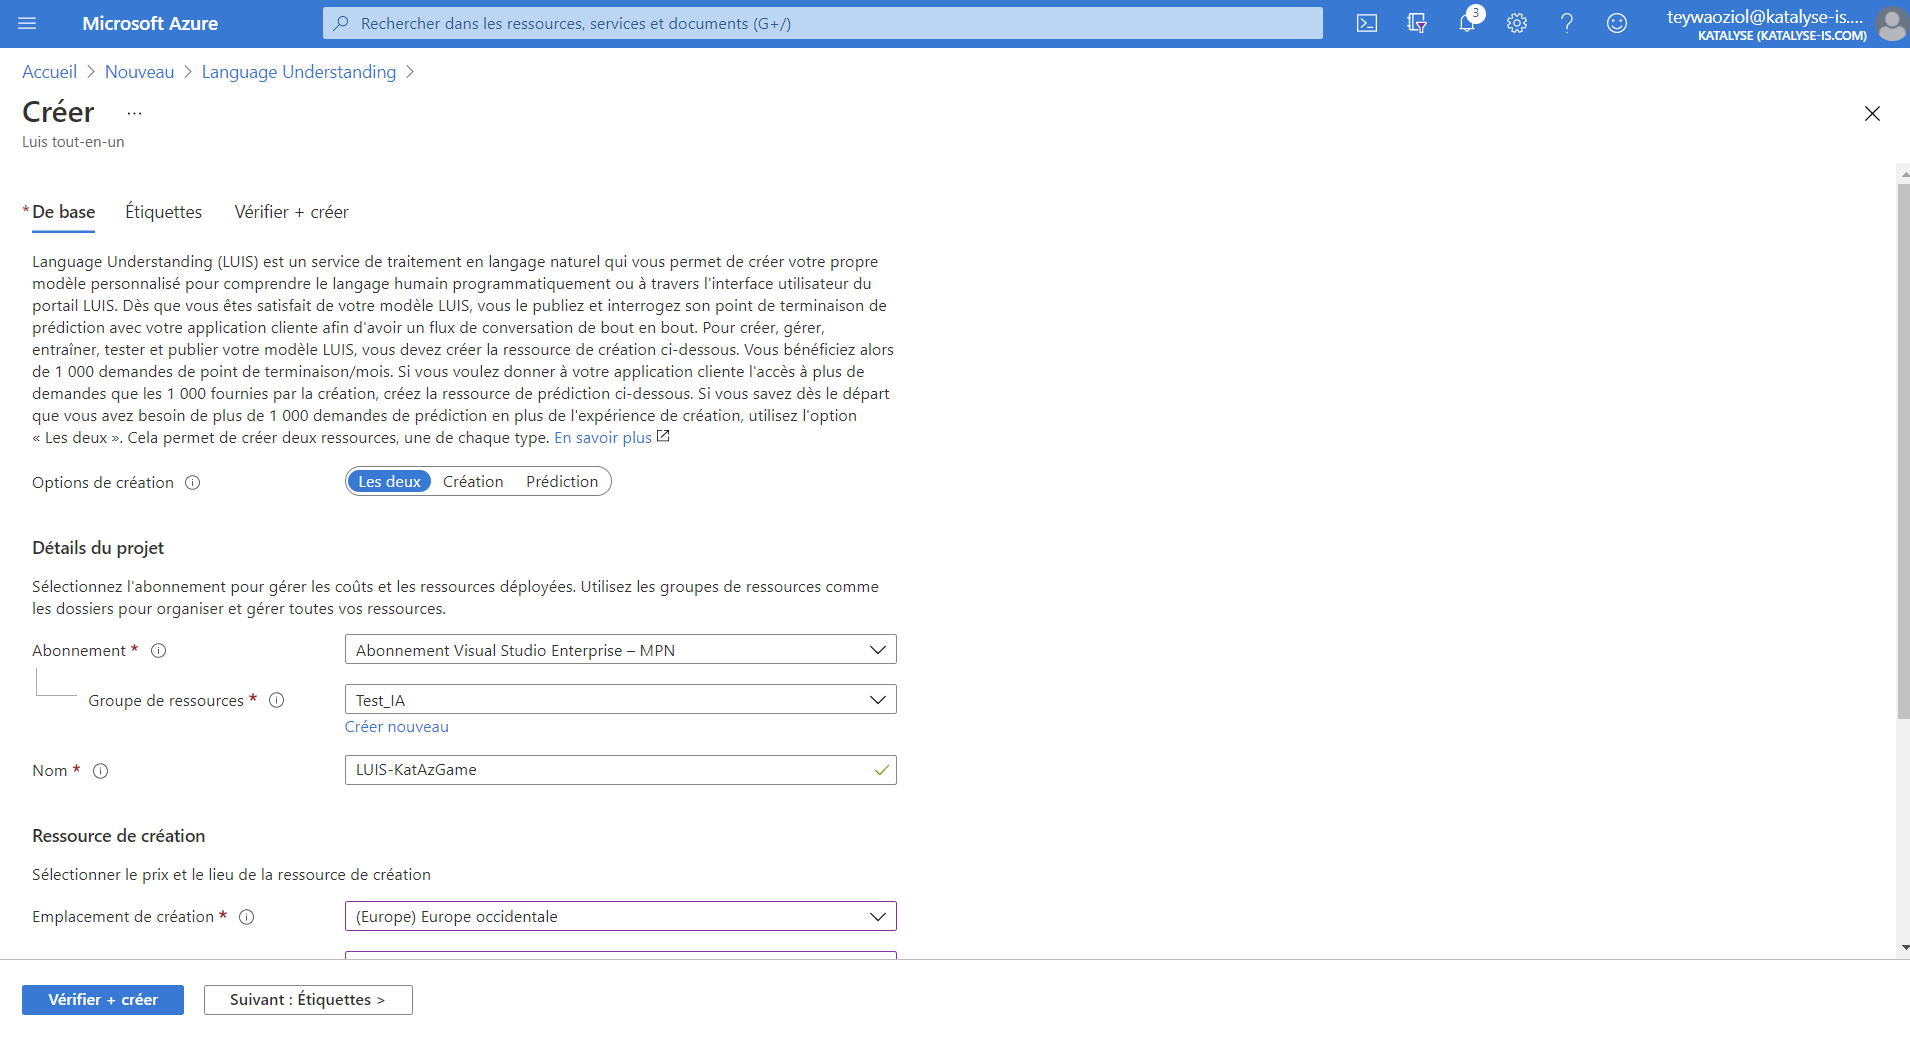 Microsoft Azure
Rechercher dans les ressources, services et documents (G+/)
3
teywaoziol@katalyse-is....
KATALYSE (KATALYSE-IS.COM)
Accueil > Nouveau > Language Understanding >
Créer ...
Luis tout-en-un
* De base Étiquettes Vérifier + créer
Language Understanding (LUIS) est un service de traitement en langage naturel qui vous permet de créer votre propre
modèle personnalisé pour comprendre le langage humain programmatiquement ou à travers l'interface utilisateur du
portail LUIS. Dès que vous êtes satisfait de votre modèle LUIS, vous le publiez et interrogez son point de terminaison de
prédiction avec votre application cliente afin d'avoir un flux de conversation de bout en bout. Pour créer, gérer,
entraîner, tester et publier votre modèle LUIS, vous devez créer la ressource de création ci-dessous. Vous bénéficiez alors
de 1 000 demandes de point de terminaison/mois. Si vous voulez donner à votre application cliente l'accès à plus de
demandes que les 1 000 fournies par la création, créez la ressource de prédiction ci-dessous. Si vous savez dès le départ
que vous avez besoin de plus de 1 000 demandes de prédiction en plus de l'expérience de création, utilisez l'option
« Les deux ». Cela permet de créer deux ressources, une de chaque type. En savoir plus
Options de création Les deux Création Prédiction
Détails du projet
Sélectionnez l'abonnement pour gérer les coûts et les ressources déployées. Utilisez les groupes de ressources comme
les dossiers pour organiser et gérer toutes vos ressources.
Abonnement * Abonnement Visual Studio Enterprise – MPN
Groupe de ressources * Test_IA
Créer nouveau
Nom * LUIS-KatAzGame
Ressource de création
Sélectionner le prix et le lieu de la ressource de création
Emplacement de création * (Europe) Europe occidentale
Vérifier + créer Suivant : Étiquettes >